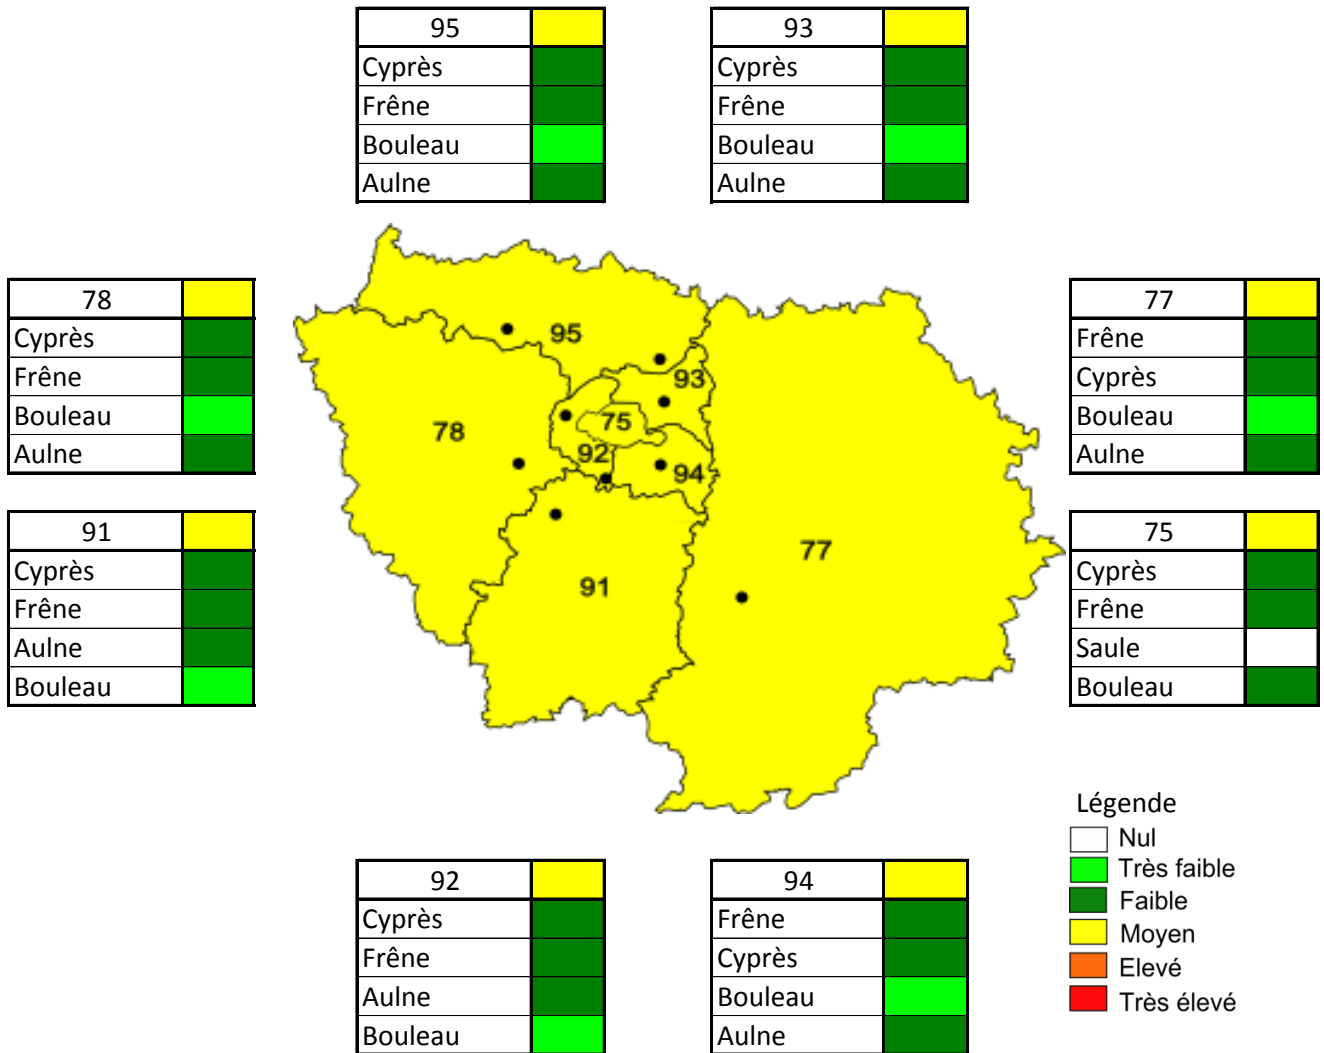 95
Cyprès
Frêne
Bouleau
Aulne
93
Cyprès
Frêne
Bouleau
Aulne
78
Cyprès
Frêne
Bouleau
Aulne
91
Cyprès
Frêne
Aulne
Bouleau
95
93
75
78
92
94
77
91
77
Frêne
Cyprès
Bouleau
Aulne
75
Cyprès
Frêne
Saule
Bouleau
92
Cyprès
Frêne
Aulne
Bouleau
94
Frêne
Cyprès
Bouleau
Aulne
Légende
Nul
Très faible
Faible
Moyen
Elevé
Très élevé